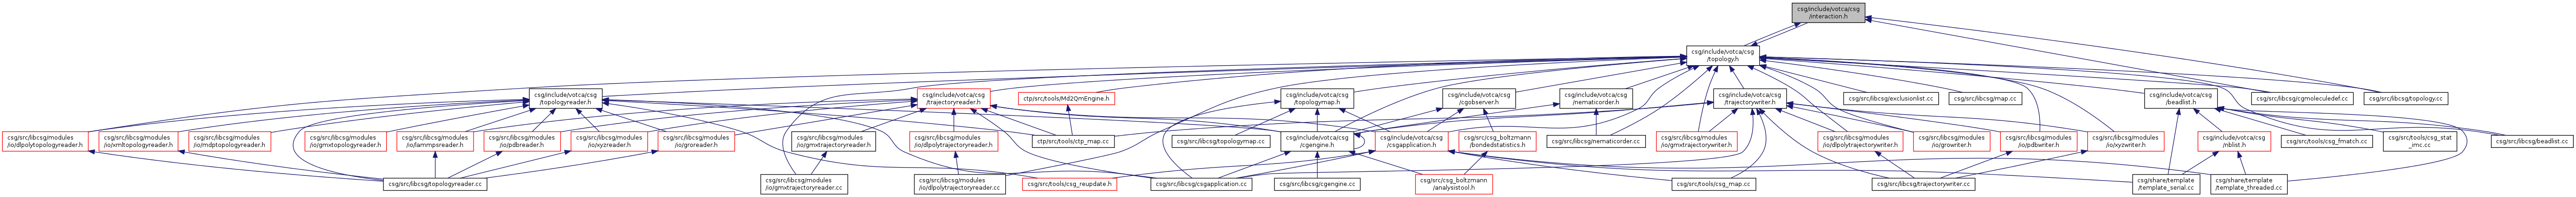 csg/include/votca/csg
/interaction.h
csg/include/votca/csg
/topology.h
csg/include/votca/csg
/topologyreader.h
csg/include/votca/csg
/trajectoryreader.h
ctp/src/tools/Md2QmEngine.h
csg/include/votca/csg
/topologymap.h
csg/include/votca/csg
/cgobserver.h
csg/include/votca/csg
/nematicorder.h
csg/include/votca/csg
/trajectorywriter.h
csg/src/libcsg/exclusionlist.cc
csg/src/libcsg/map.cc
csg/include/votca/csg
/beadlist.h
csg/src/libcsg/cgmoleculedef.cc
csg/src/libcsg/topology.cc
csg/src/libcsg/modules
/io/dlpolytopologyreader.h
csg/src/libcsg/modules
/io/xmltopologyreader.h
csg/src/libcsg/modules
/io/mdptopologyreader.h
csg/src/libcsg/modules
/io/gmxtopologyreader.h
csg/src/libcsg/modules
/io/lammpsreader.h
csg/src/libcsg/modules
/io/pdbreader.h
csg/src/libcsg/modules
/io/xyzreader.h
csg/src/libcsg/modules
/io/groreader.h
csg/src/libcsg/modules
/io/gmxtrajectoryreader.h
csg/src/libcsg/modules
/io/dlpolytrajectoryreader.h
ctp/src/tools/ctp_map.cc
csg/src/libcsg/topologymap.cc
csg/include/votca/csg
/cgengine.h
csg/include/votca/csg
/csgapplication.h
csg/src/csg_boltzmann
/bondedstatistics.h
csg/src/libcsg/nematicorder.cc
csg/src/libcsg/modules
/io/gmxtrajectorywriter.h
csg/src/libcsg/modules
/io/dlpolytrajectorywriter.h
csg/src/libcsg/modules
/io/growriter.h
csg/src/libcsg/modules
/io/pdbwriter.h
csg/src/libcsg/modules
/io/xyzwriter.h
csg/include/votca/csg
/nblist.h
csg/src/tools/csg_fmatch.cc
csg/src/tools/csg_stat
_imc.cc
csg/src/libcsg/beadlist.cc
csg/src/libcsg/topologyreader.cc
csg/src/libcsg/modules
/io/gmxtrajectoryreader.cc
csg/src/libcsg/modules
/io/dlpolytrajectoryreader.cc
csg/src/tools/csg_reupdate.h
csg/src/libcsg/csgapplication.cc
csg/src/libcsg/cgengine.cc
csg/src/csg_boltzmann
/analysistool.h
csg/src/tools/csg_map.cc
csg/src/libcsg/trajectorywriter.cc
csg/share/template
/template_serial.cc
csg/share/template
/template_threaded.cc